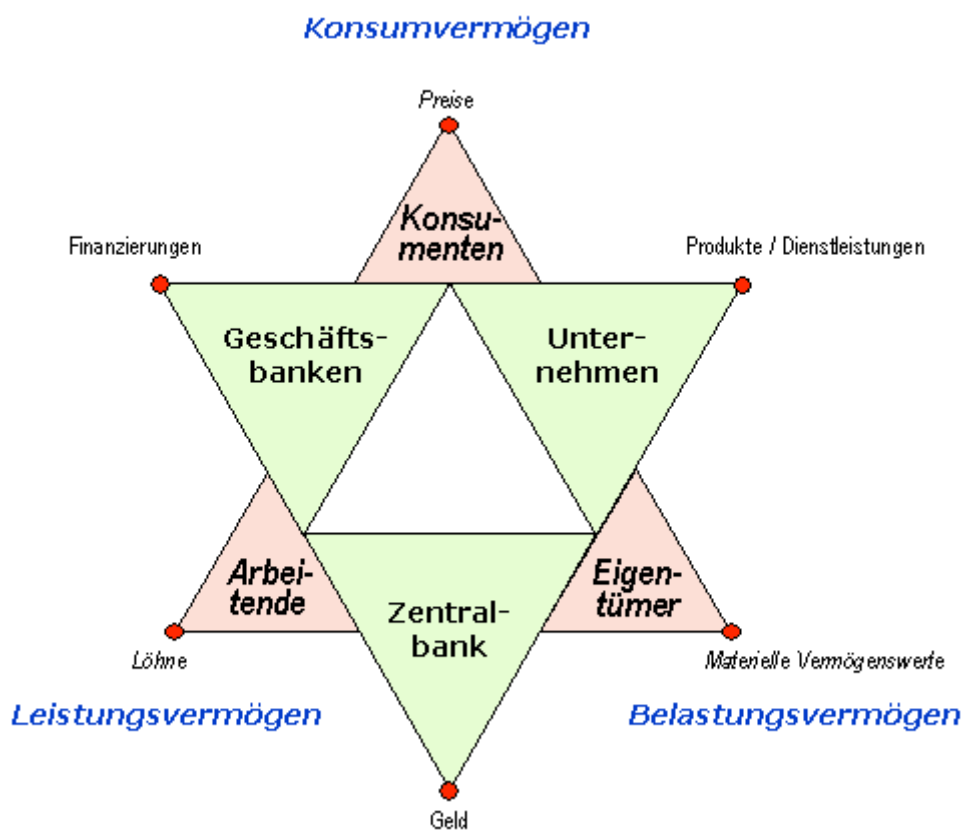 Konsumvermögen
Preise
Konsu-
menten
Finanzierungen
Produkte / Dienstleistungen
Geschäfts-
banken
Unter-
nehmen
Arbei-
tende
Eigen-
tümer
Zentral-
bank
Löhne
Materielle Vermögenswerte
Leistungsvermögen
Belastungsvermögen
Geld